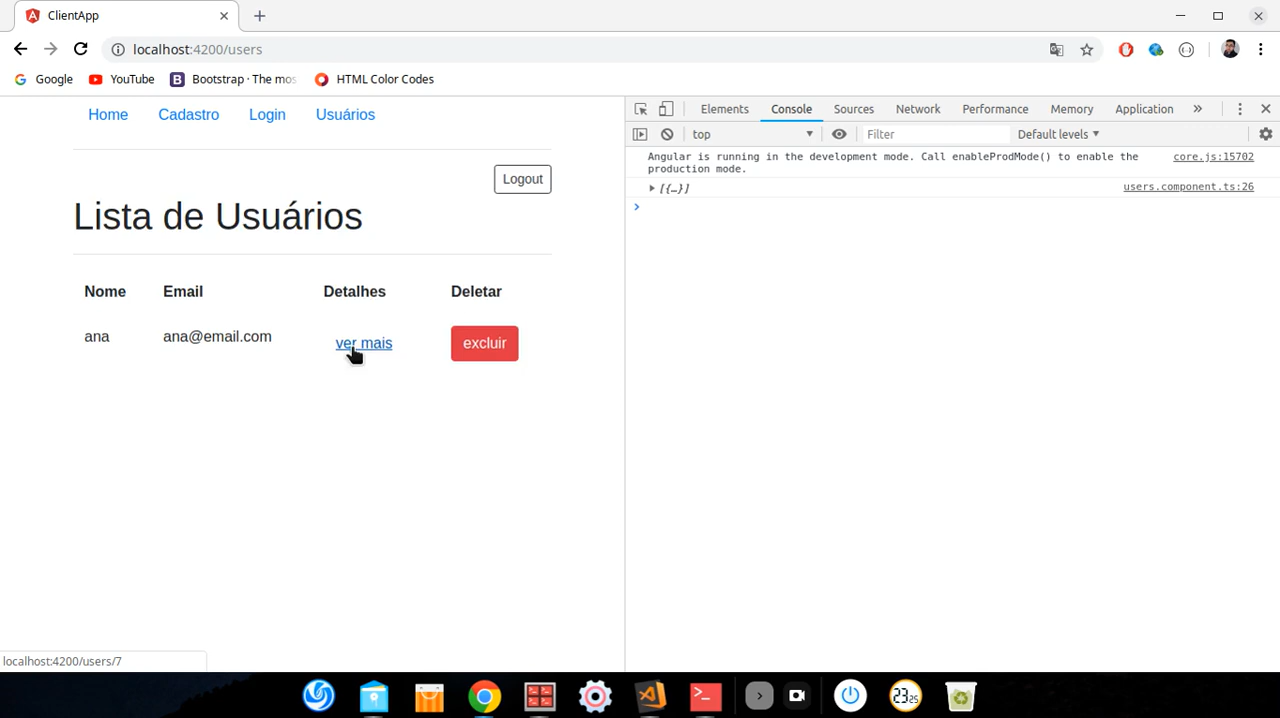 ClientApp
localhost:4200/users
Google YouTube Bootstrap · The mos HTML Color Codes
Home Cadastro Login Usuários
Logout
Lista de Usuários
Nome Email Detalhes Deletar
ana ana@email.com ver mais excluir
localhost:4200/users/7
Elements Console Sources Network Performance Memory Application »
top Filter Default levels
Angular is running in the development mode. Call enableProdMode() to enable the core.js:15702
production mode.
[{…}] users.component.ts:26
23 25